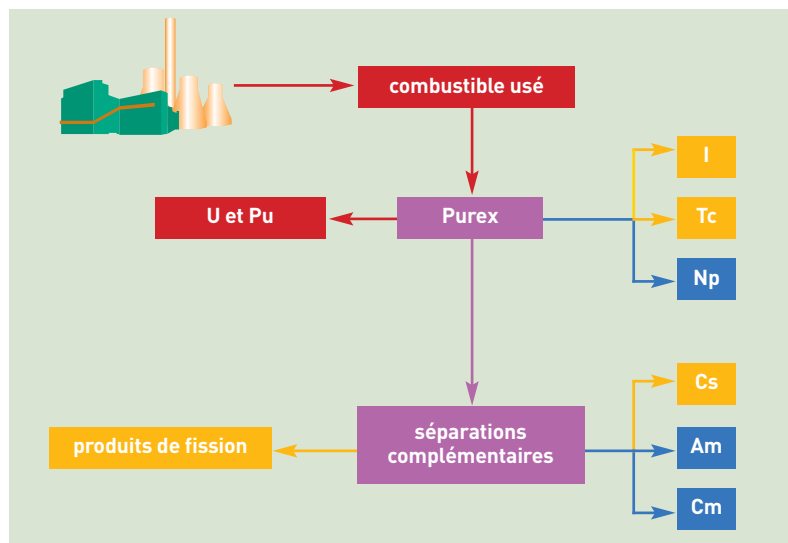 combustible usé
I
U et Pu
Purex
Tc
Np
Cs
produits de fission
séparations
complémentaires
Am
Cm